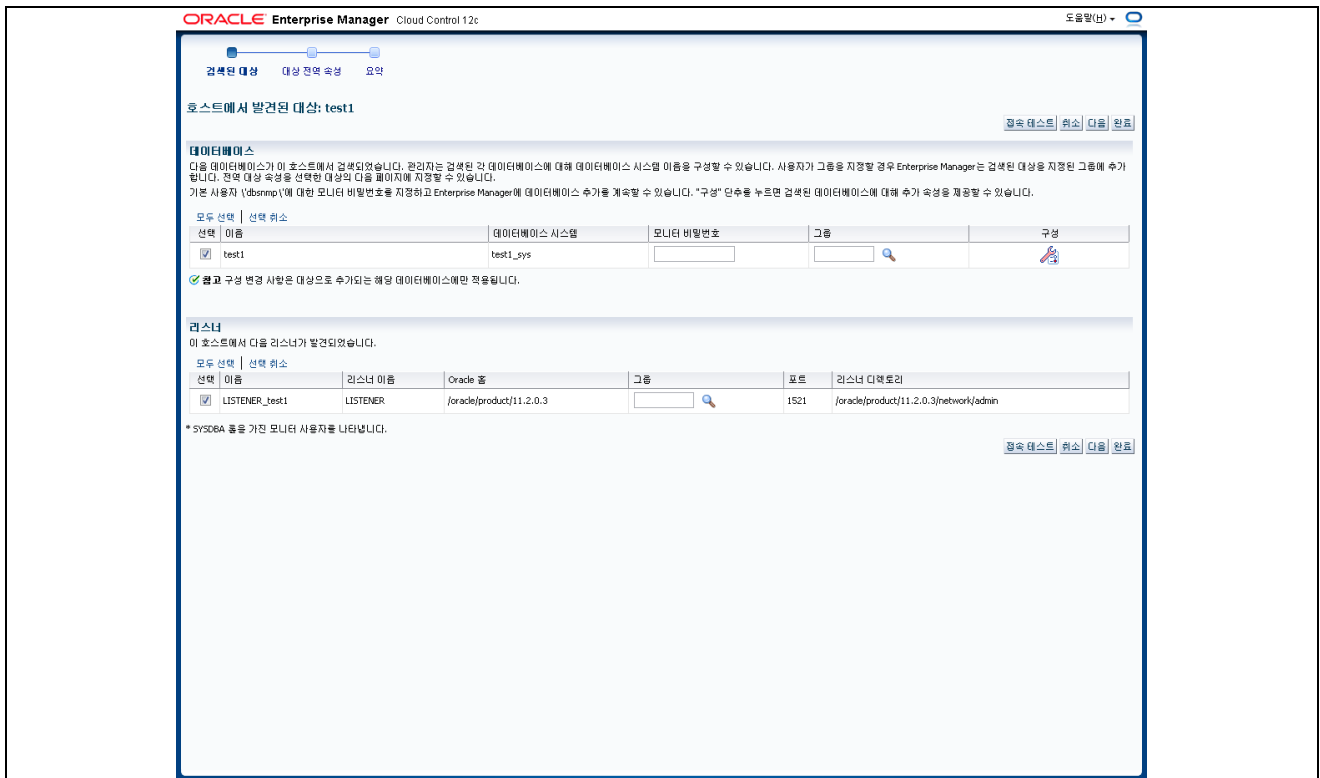 ORACLE Enterprise Manager Cloud Control 12c
도움말(H)
검색된 대상 대상 전역 속성 요약
호스트에서 발견된 대상: test1
접속 테스트 취소 다음 완료
데이터베이스
다음 데이터베이스가 이 호스트에서 검색되었습니다. 관리자는 검색된 각 데이터베이스에 대해 데이터베이스 시스템 이름을 구성할 수 있습니다. 사용자가 그룹을 지정할 경우 Enterprise Manager는 검색된 대상을 지정된 그룹에 추가
합니다. 전역 대상 속성을 선택한 대상의 다음 페이지에 지정할 수 있습니다.
기본 사용자 \'dbsnmp\'에 대한 모니터 비밀번호를 지정하고 Enterprise Manager에 데이터베이스 추가를 계속할 수 있습니다. "구성" 단추를 누르면 검색된 데이터베이스에 대해 추가 속성을 제공할 수 있습니다.
모두 선택 | 선택 취소
선택 이름 데이터베이스 시스템 모니터 비밀번호 그룹 구성
test1 test1_sys
참고 구성 변경 사항은 대상으로 추가되는 해당 데이터베이스에만 적용됩니다.
리스너
이 호스트에서 다음 리스너가 발견되었습니다.
모두 선택 | 선택 취소
선택 이름 리스너 이름 Oracle 홈 그룹 포트 리스너 디렉토리
LISTENER_test1 LISTENER /oracle/product/11.2.0.3 1521 /oracle/product/11.2.0.3/network/admin
* SYSDBA 롤을 가진 모니터 사용자를 나타냅니다.
접속 테스트 취소 다음 완료